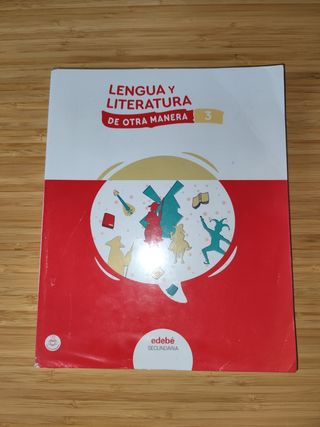 LENGUA Y
LITERATURA
DE OTRA MANERA 3
edebé
SECUNDARIA